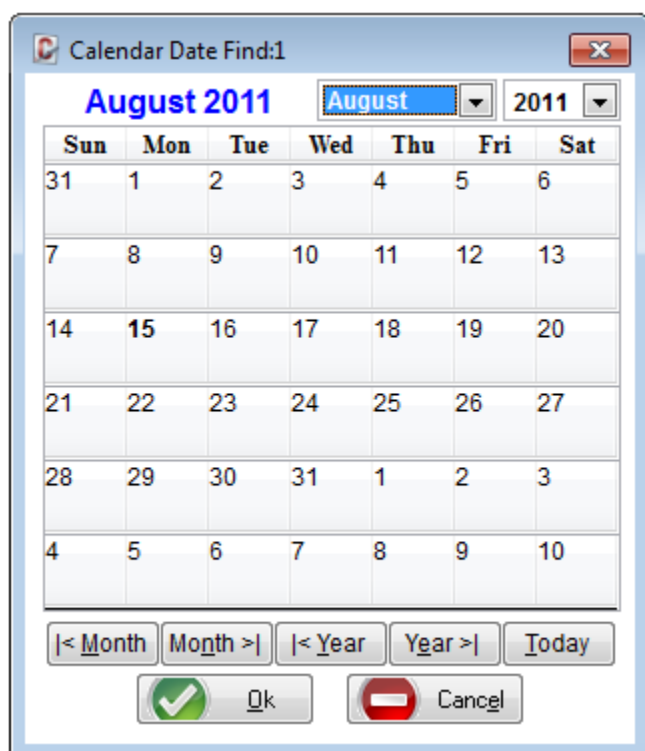 Calendar Date Find:1
August 2011 August 2011
Sun Mon Tue Wed Thu Fri Sat
31 1 2 3 4 5 6
7 8 9 10 11 12 13
14 15 16 17 18 19 20
21 22 23 24 25 26 27
28 29 30 31 1 2 3
4 5 6 7 8 9 10
|< Month Month >| |< Year Year >| Today
Ok Cancel